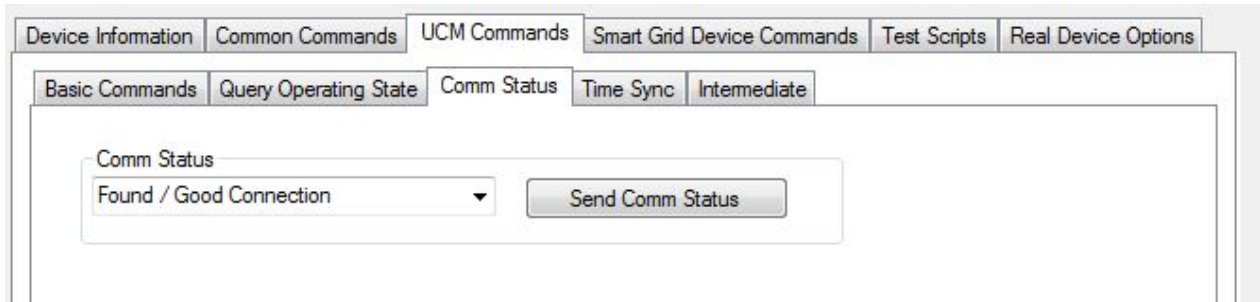 Device Information Common Commands UCM Commands Smart Grid Device Commands Test Scripts Real Device Options
Basic Commands Query Operating State Comm Status Time Sync Intermediate
Comm Status
Found / Good Connection Send Comm Status